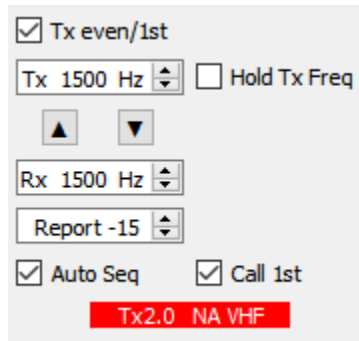 Tx even/1st
Tx 1500 Hz Hold Tx Freq
Rx 1500 Hz
Report -15
Auto Seq Call 1st
Tx2.0 NA VHF